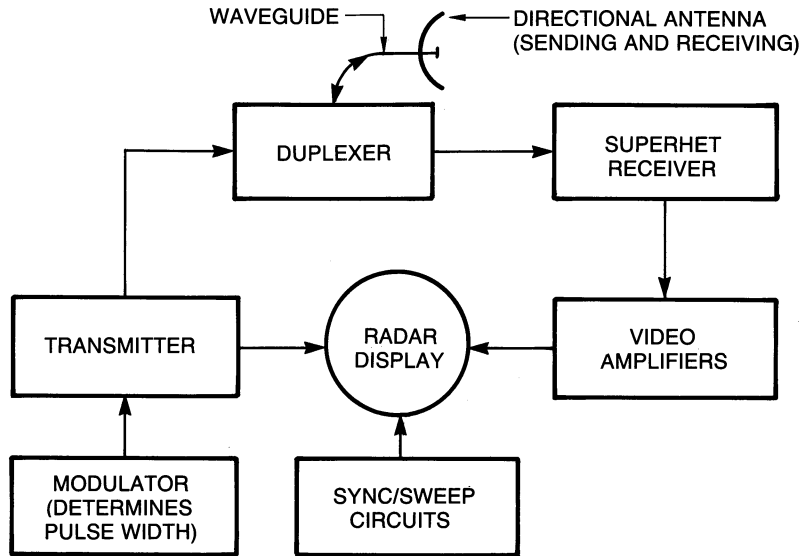 WAVEGUIDE
DIRECTIONAL ANTENNA
(SENDING AND RECEIVING)
DUPLEXER
SUPERHET
RECEIVER
TRANSMITTER
RADAR
DISPLAY
VIDEO
AMPLIFIERS
MODULATOR
(DETERMINES
PULSE WIDTH)
SYNC/SWEEP
CIRCUITS